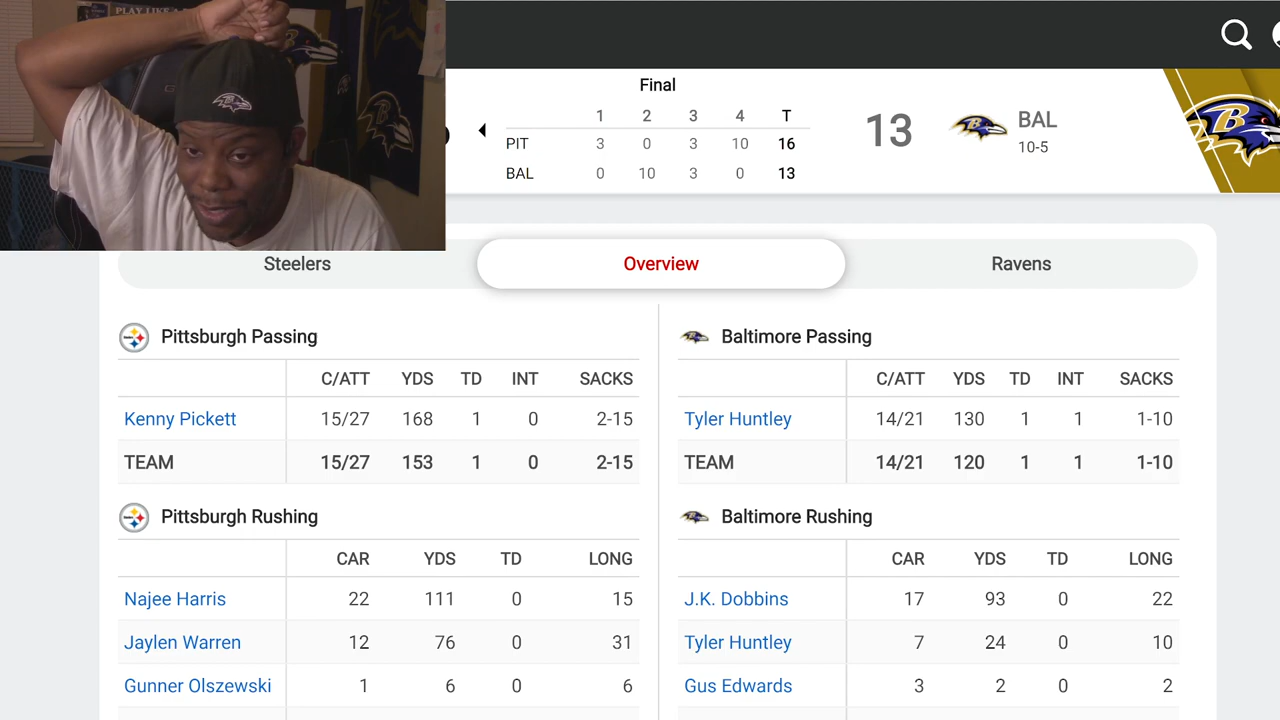 PLAY LIKE A
Final
1 2 3 4 T
PIT 3 0 3 10 16
BAL 0 10 3 0 13
13
BAL
10-5
Steelers Overview Ravens
Pittsburgh Passing
C/ATT YDS TD INT SACKS
Kenny Pickett 15/27 168 1 0 2-15
TEAM 15/27 153 1 0 2-15
Pittsburgh Rushing
CAR YDS TD LONG
Najee Harris 22 111 0 15
Jaylen Warren 12 76 0 31
Gunner Olszewski 1 6 0 6
Baltimore Passing
C/ATT YDS TD INT SACKS
Tyler Huntley 14/21 130 1 1 1-10
TEAM 14/21 120 1 1 1-10
Baltimore Rushing
CAR YDS TD LONG
J.K. Dobbins 17 93 0 22
Tyler Huntley 7 24 0 10
Gus Edwards 3 2 0 2